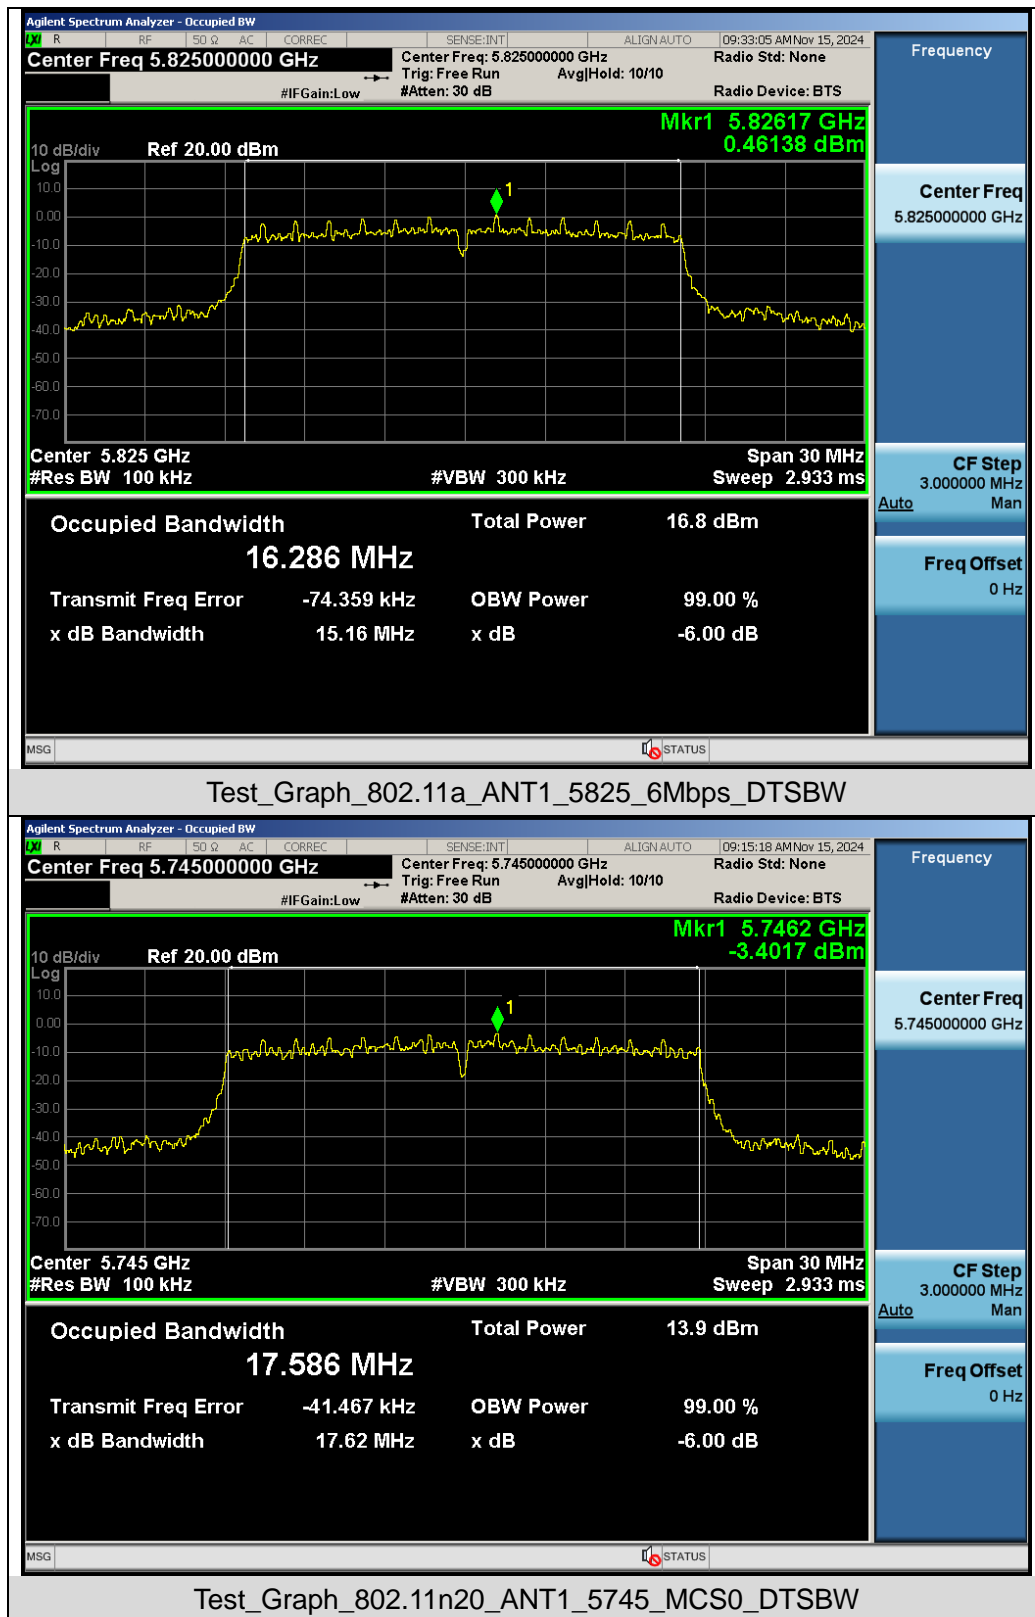 Agilent Spectrum Analyzer - Occupied BW
LXI R RF 50 Ω AC CORREC SENSE:INT ALIGN AUTO 09:33:05 AM Nov 15, 2024
Center Freq 5.825000000 GHz
Center Freq: 5.825000000 GHz Radio Std: None
Trig: Free Run Avg|Hold: 10/10
#IFGain:Low #Atten: 30 dB Radio Device: BTS
Mkr1 5.82617 GHz
0.46138 dBm
10 dB/div Ref 20.00 dBm
Log
10.0
1
0.00
-10.0
-20.0
-30.0
-40.0
-50.0
-60.0
-70.0
Center 5.825 GHz Span 30 MHz
#Res BW 100 kHz #VBW 300 kHz Sweep 2.933 ms
Occupied Bandwidth Total Power 16.8 dBm
16.286 MHz
Transmit Freq Error -74.359 kHz OBW Power 99.00 %
x dB Bandwidth 15.16 MHz x dB -6.00 dB
MSG STATUS
Frequency
Center Freq
5.825000000 GHz
CF Step
3.000000 MHz
Auto Man
Freq Offset
0 Hz
Test_Graph_802.11a_ANT1_5825_6Mbps_DTSBW
Agilent Spectrum Analyzer - Occupied BW
LXI R RF 50 Ω AC CORREC SENSE:INT ALIGN AUTO 09:15:18 AM Nov 15, 2024
Center Freq 5.745000000 GHz
Center Freq: 5.745000000 GHz Radio Std: None
Trig: Free Run Avg|Hold: 10/10
#IFGain:Low #Atten: 30 dB Radio Device: BTS
Mkr1 5.7462 GHz
-3.4017 dBm
10 dB/div Ref 20.00 dBm
Log
10.0
1
0.00
-10.0
-20.0
-30.0
-40.0
-50.0
-60.0
-70.0
Center 5.745 GHz Span 30 MHz
#Res BW 100 kHz #VBW 300 kHz Sweep 2.933 ms
Occupied Bandwidth Total Power 13.9 dBm
17.586 MHz
Transmit Freq Error -41.467 kHz OBW Power 99.00 %
x dB Bandwidth 17.62 MHz x dB -6.00 dB
MSG STATUS
Frequency
Center Freq
5.745000000 GHz
CF Step
3.000000 MHz
Auto Man
Freq Offset
0 Hz
Test_Graph_802.11n20_ANT1_5745_MCS0_DTSBW